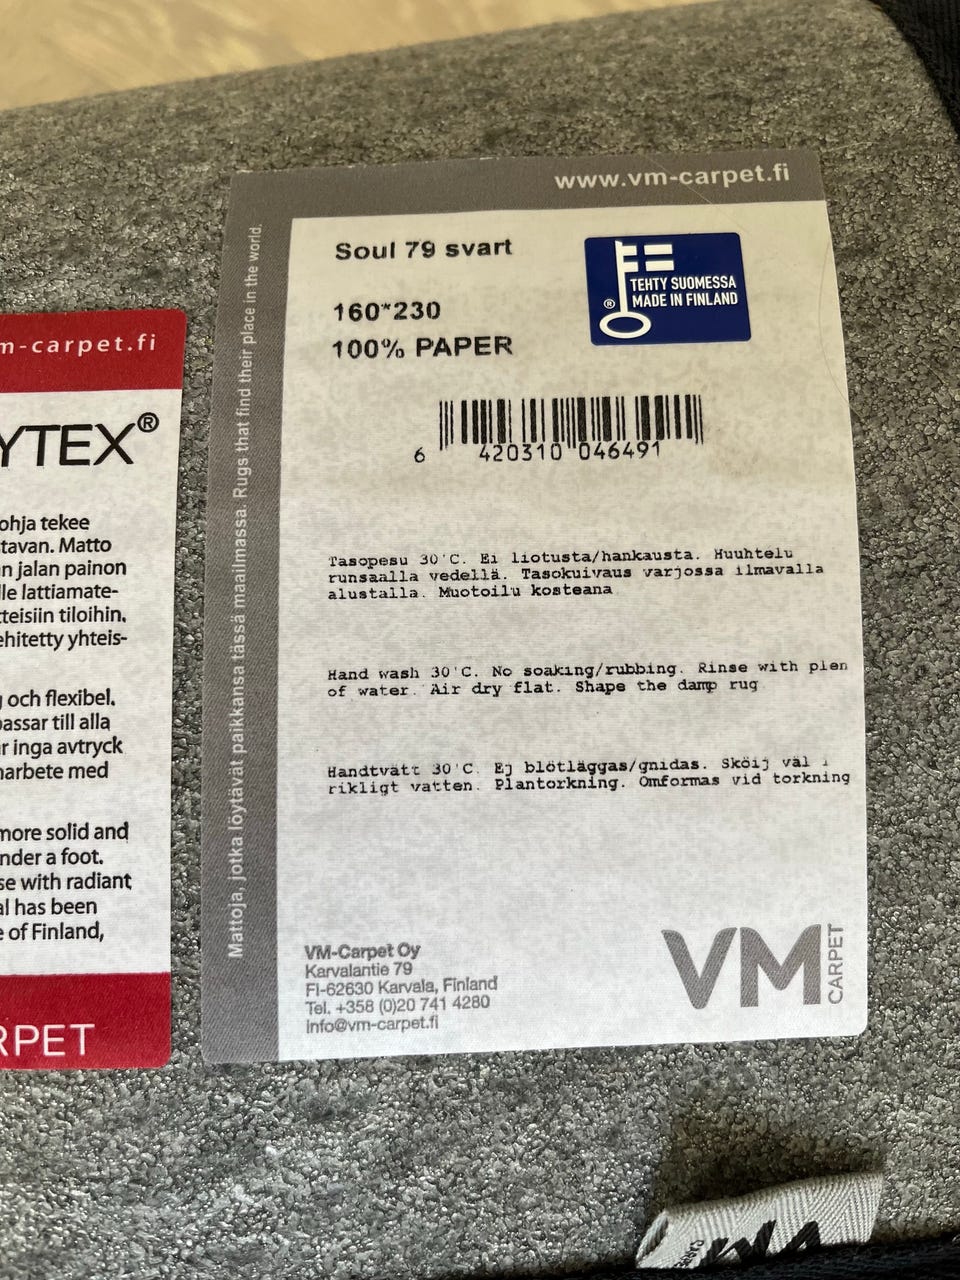 m-carpet.fi
YTEX®
ohja tekee
tavan. Matto
n jalan painon
lle lattiamate-
teisiin tiloihin.
ehitetty yhteis-
och flexibel.
passar till alla
r inga avtryck
marbete med
more solid and
nder a foot.
se with radiant
al has been
e of Finland,
RPET
www.vm-carpet.fi
Mattoja, jotka löytävät paikkansa tässä maailmassa. Rugs that find their place in the world.
Soul 79 svart
160*230
100% PAPER
TEHTY SUOMESSA
® MADE IN FINLAND
6 420310 046491
Tasopesu 30'C. Ei liotusta/hankausta. Huuhtelu
runsaalla vedellä. Tasokuivaus varjossa ilmavalla
alustalla. Muotoilu kosteana
Hand wash 30'C. No soaking/rubbing. Rinse with plen
of water. Air dry flat. Shape the damp rug
Handtvätt 30'C. Ej blötläggas/gnidas. Sköij väl i
rikligt vatten. Plantorkning. Omformas vid torkning
VM-Carpet Oy
Karvalantie 79
FI-62630 Karvala, Finland
Tel. +358 (0)20 741 4280
info@vm-carpet.fi
VM
CARPET
VM